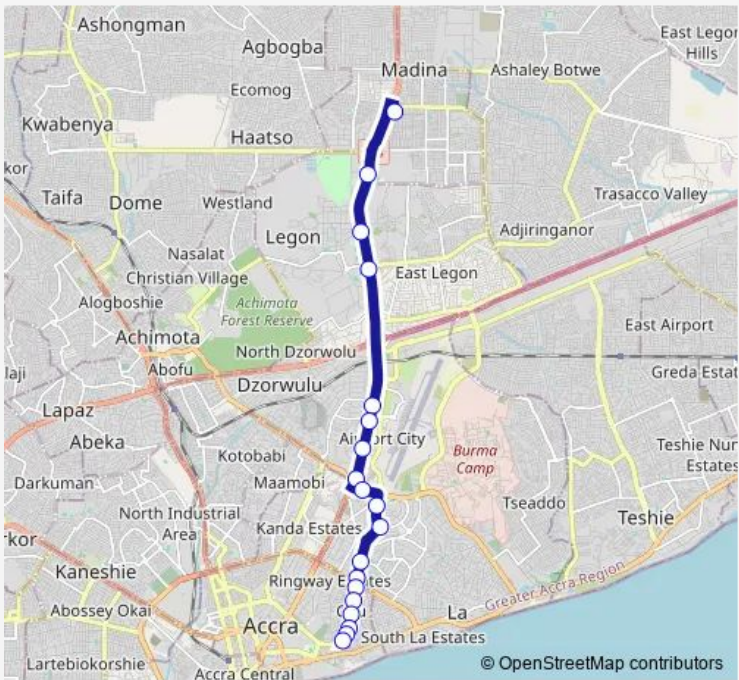 Ashongman
East Legon
Hills
Agbogba
Madina
Ashaley Botwe
Ecomog
Kwabenya
Haatso
kor
Taifa
Dome
Westland
Trasacco Valley
Legon
Adjiringanor
Nasalat
Christian Village
East Legon
Alogboshie
Achimota
Forest Reserve
Achimota
East Airport
North Dzorwolu
Abofu
laji
Dzorwulu
Greda Estat
Lapaz
Abeka
Airport City
Kotobabi
Burma
Camp
Teshie Nun
Estates
Darkuman
Maamobi
Tseaddo
North Industrial
Area
Teshie
Kanda Estates
rkor
Kaneshie
Ringway Estates
Greater Accra Region
Abossey Okai
La
Accra
South La Estates
Lartebiokorshie
Accra Central
© OpenStreetMap contributors